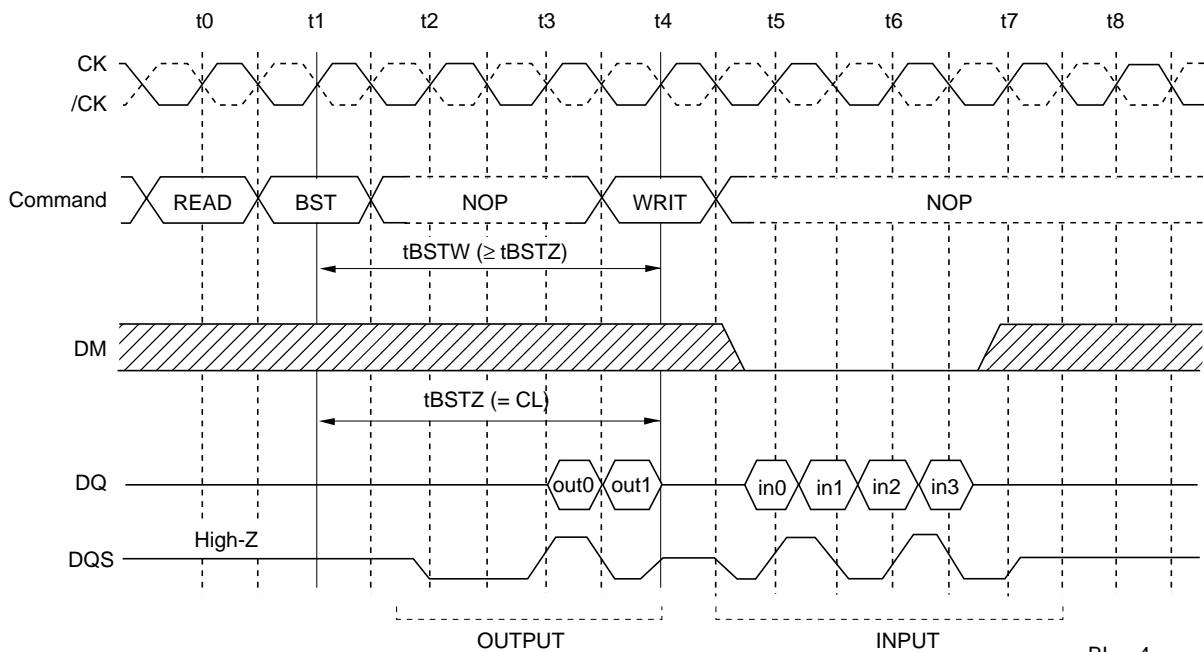 t0 t1 t2 t3 t4 t5 t6 t7 t8
CK
/CK
Command READ BST NOP WRIT NOP
tBSTW (≥ tBSTZ)
DM
tBSTZ (= CL)
DQ out0 out1 in0 in1 in2 in3
High-Z
DQS
OUTPUT INPUT